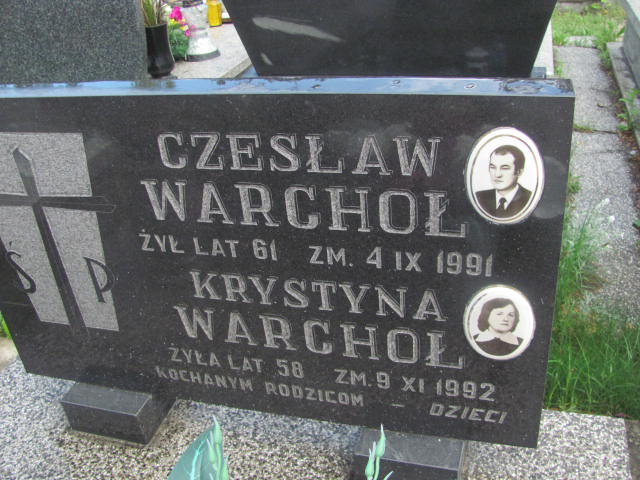 CZESŁAW
WARCHOŁ
ŻYŁ LAT 61 ZM. 4 IX 1991
KRYSTYNA
WARCHOŁ
ŻYŁA LAT 58 ZM. 9 XI 1992
KOCHANYM RODZICOM – DZIECI
Ś P